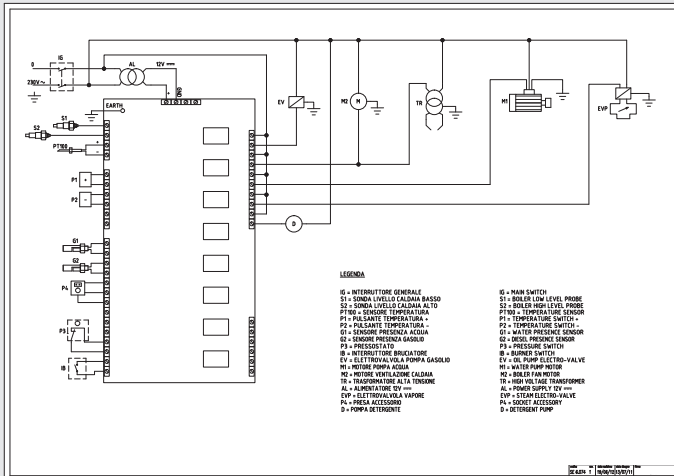 0
IG
230V ~
AL
12V ⎓
+
GND
EARTH
S1
S2
PT100
+
-
P1
+
P2
-
G1
G2
P4
P3
IB
EV
M2
M
TR
M1
EVP
D
LEGENDA
IG = INTERRUTTORE GENERALE
S1 = SONDA LIVELLO CALDAIA BASSO
S2 = SONDA LIVELLO CALDAIA ALTO
PT100 = SENSORE TEMPERATURA
P1 = PULSANTE TEMPERATURA +
P2 = PULSANTE TEMPERATURA -
G1 = SENSORE PRESENZA ACQUA
G2 = SENSORE PRESENZA GASOLIO
P3 = PRESSOSTATO
IB = INTERRUTTORE BRUCIATORE
EV = ELETTROVALVOLA POMPA GASOLIO
M1 = MOTORE POMPA ACQUA
M2 = MOTORE VENTILAZIONE CALDAIA
TR = TRASFORMATORE ALTA TENSIONE
AL = ALIMENTATORE 12V ⎓
EVP = ELETTROVALVOLA VAPORE
P4 = PRESA ACCESSORIO
D = POMPA DETERGENTE
IG = MAIN SWITCH
S1 = BOILER LOW LEVEL PROBE
S2 = BOILER HIGH LEVEL PROBE
PT100 = TEMPERATURE SENSOR
P1 = TEMPERATURE SWITCH +
P2 = TEMPERATURE SWITCH -
G1 = WATER PRESENCE SENSOR
G2 = DIESEL PRESENCE SENSOR
P3 = PRESSURE SWITCH
IB = BURNER SWITCH
EV = OIL PUMP ELECTRO-VALVE
M1 = WATER PUMP MOTOR
M2 = BOILER FAN MOTOR
TR = HIGH VOLTAGE TRANSFORMER
AL = POWER SUPPLY 12V ⎓
EVP = STEAM ELECTRO-VALVE
P4 = SOCKET ACCESSORY
D = DETERGENT PUMP